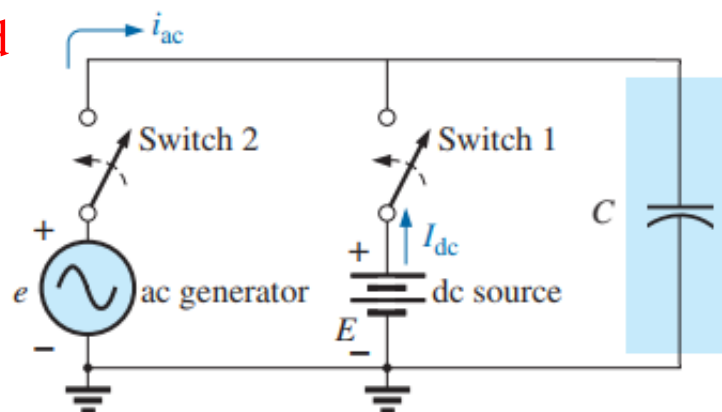 d
i_ac
Switch 2
Switch 1
C
+
I_dc
+
e
ac generator
dc source
E
−
−